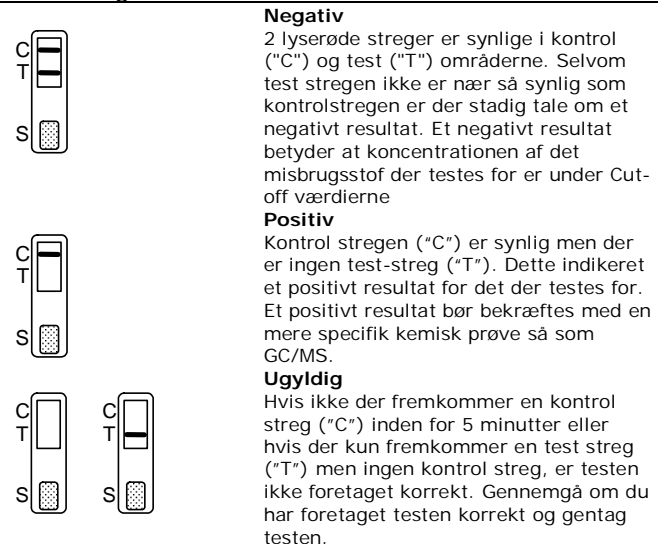 Negativ
2 lyserøde streger er synlige i kontrol
("C") og test ("T") områderne. Selvom
test stregen ikke er nær så synlig som
kontrolstregen er der stadig tale om et
negativt resultat. Et negativt resultat
betyder at koncentrationen af det
misbrugsstof der testes for er under Cut-
off værdierne
C
T
S
Positiv
Kontrol stregen (“C”) er synlig men der
er ingen test-streg (“T”). Dette indikeret
et positivt resultat for det der testes for.
Et positivt resultat bør bekræftes med en
mere specifik kemisk prøve så som
GC/MS.
C
T
S
Ugyldig
Hvis ikke der fremkommer en kontrol
streg (”C”) inden for 5 minutter eller
hvis der kun fremkommer en test streg
(”T”) men ingen kontrol streg, er testen
ikke foretaget korrekt. Gennemgå om du
har foretaget testen korrekt og gentag
testen.
C C
T T
S S